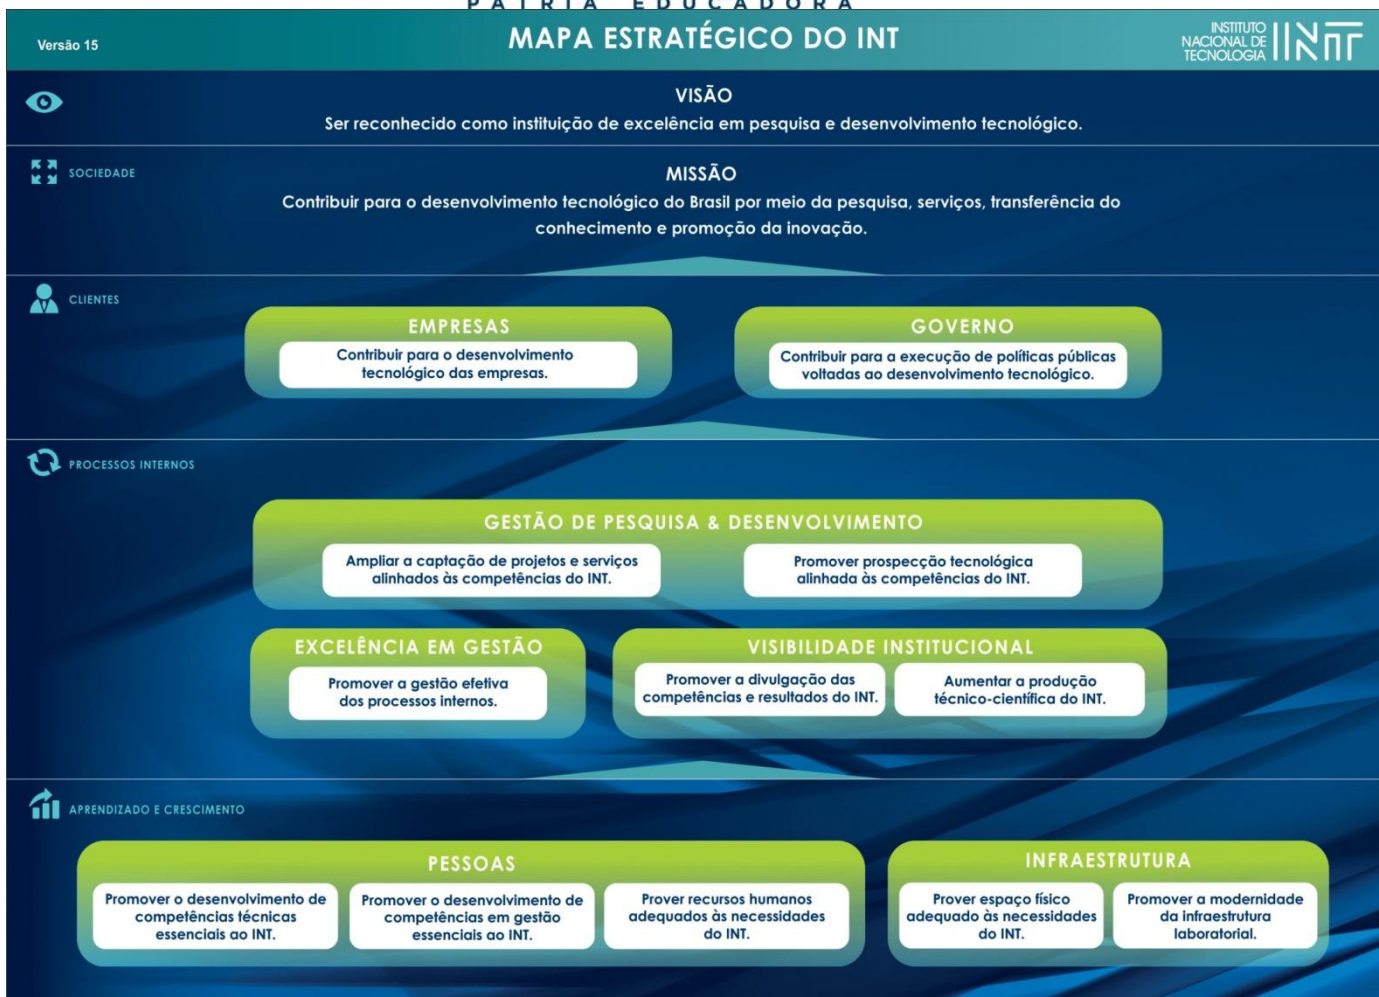 PÁTRIA EDUCADORA
Versão 15
MAPA ESTRATÉGICO DO INT
INSTITUTO
NACIONAL DE
TECNOLOGIA
INT
VISÃO
Ser reconhecido como instituição de excelência em pesquisa e desenvolvimento tecnológico.
SOCIEDADE
MISSÃO
Contribuir para o desenvolvimento tecnológico do Brasil por meio da pesquisa, serviços, transferência do
conhecimento e promoção da inovação.
CLIENTES
EMPRESAS
Contribuir para o desenvolvimento
tecnológico das empresas.
GOVERNO
Contribuir para a execução de políticas públicas
voltadas ao desenvolvimento tecnológico.
PROCESSOS INTERNOS
GESTÃO DE PESQUISA & DESENVOLVIMENTO
Ampliar a captação de projetos e serviços
alinhados às competências do INT.
Promover prospecção tecnológica
alinhada às competências do INT.
EXCELÊNCIA EM GESTÃO
Promover a gestão efetiva
dos processos internos.
VISIBILIDADE INSTITUCIONAL
Promover a divulgação das
competências e resultados do INT.
Aumentar a produção
técnico-científica do INT.
APRENDIZADO E CRESCIMENTO
PESSOAS
Promover o desenvolvimento de
competências técnicas
essenciais ao INT.
Promover o desenvolvimento de
competências em gestão
essenciais ao INT.
Prover recursos humanos
adequados às necessidades
do INT.
INFRAESTRUTURA
Prover espaço físico
adequado às necessidades
do INT.
Promover a modernidade
da infraestrutura
laboratorial.